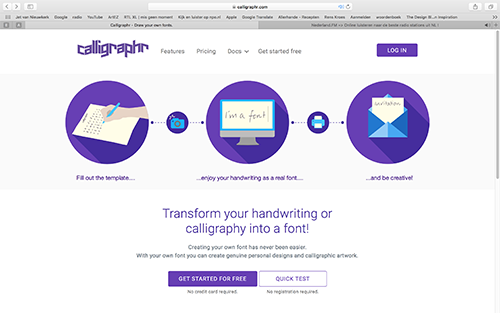 calligraphr.com
Jet van Nieuwkerk Google radio YouTube ArtEZ RTL XL | mis geen moment Kijk en luister op npo.nl Apple Google Translate Allerhande - Recepten Rens Kroes Aanmelden woordenboek The Design Bl...n inspiration
Calligraphr - Draw your own fonts.
Nederland.FM >> Online luisteren naar de beste radio stations uit NL !
calligraphr
Features Pricing Docs Get started free LOG IN
i'm a font
invitation
Fill out the template.... ...enjoy your handwriting as a real font.... ...and be creative!
Transform your handwriting or
calligraphy into a font!
Creating your own font has never been easier.
With your own font you can create genuine personal designs and calligraphic artwork.
GET STARTED FOR FREE QUICK TEST
No credit card required. No registration required.